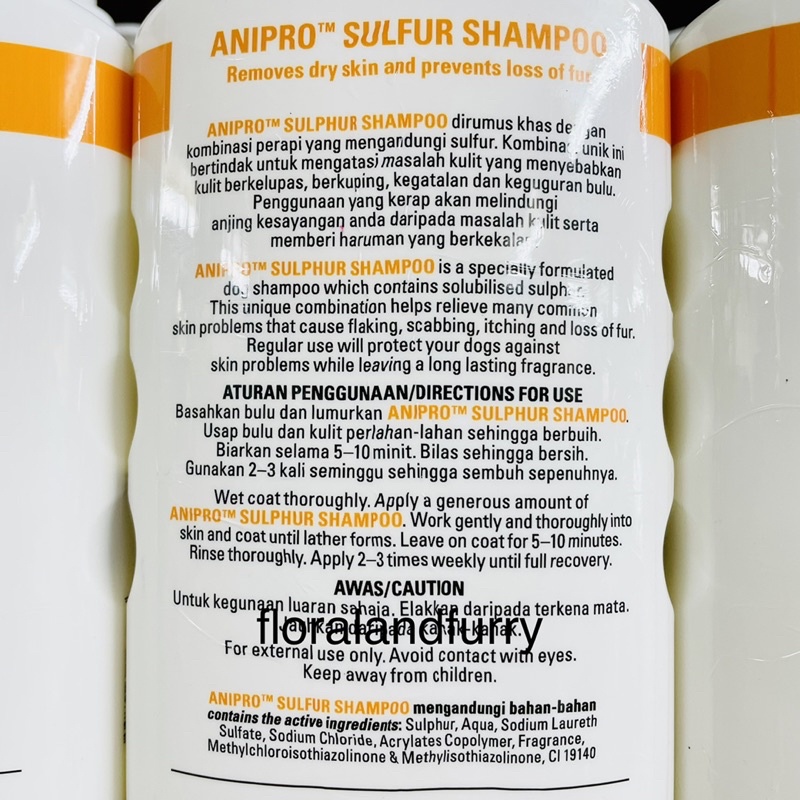 ANIPRO™ SULFUR SHAMPOO
Removes dry skin and prevents loss of fur
ANIPRO™ SULPHUR SHAMPOO dirumus khas dengan
kombinasi perapi yang mengandungi sulfur. Kombinasi unik ini
bertindak untuk mengatasi masalah kulit yang menyebabkan
kulit berkelupas, berkuping, kegatalan dan keguguran bulu.
Penggunaan yang kerap akan melindungi
anjing kesayangan anda daripada masalah kulit serta
memberi haruman yang berkekalan
ANIPRO™ SULPHUR SHAMPOO is a specially formulated
dog shampoo which contains solubilised sulphur.
This unique combination helps relieve many common
skin problems that cause flaking, scabbing, itching and loss of fur.
Regular use will protect your dogs against
skin problems while leaving a long lasting fragrance.
ATURAN PENGGUNAAN/DIRECTIONS FOR USE
Basahkan bulu dan lumurkan ANIPRO™ SULPHUR SHAMPOO.
Usap bulu dan kulit perlahan-lahan sehingga berbuih.
Biarkan selama 5–10 minit. Bilas sehingga bersih.
Gunakan 2–3 kali seminggu sehingga sembuh sepenuhnya.
Wet coat thoroughly. Apply a generous amount of
ANIPRO™ SULPHUR SHAMPOO. Work gently and thoroughly into
skin and coat until lather forms. Leave on coat for 5–10 minutes.
Rinse thoroughly. Apply 2–3 times weekly until full recovery.
AWAS/CAUTION
Untuk kegunaan luaran sahaja. Elakkan daripada terkena mata.
Jauhkan daripada kanak-kanak.
floralandfurry
For external use only. Avoid contact with eyes.
Keep away from children.
ANIPRO™ SULFUR SHAMPOO mengandungi bahan-bahan
contains the active ingredients: Sulphur, Aqua, Sodium Laureth
Sulfate, Sodium Chloride, Acrylates Copolymer, Fragrance,
Methylchloroisothiazolinone & Methylisothiazolinone, CI 19140